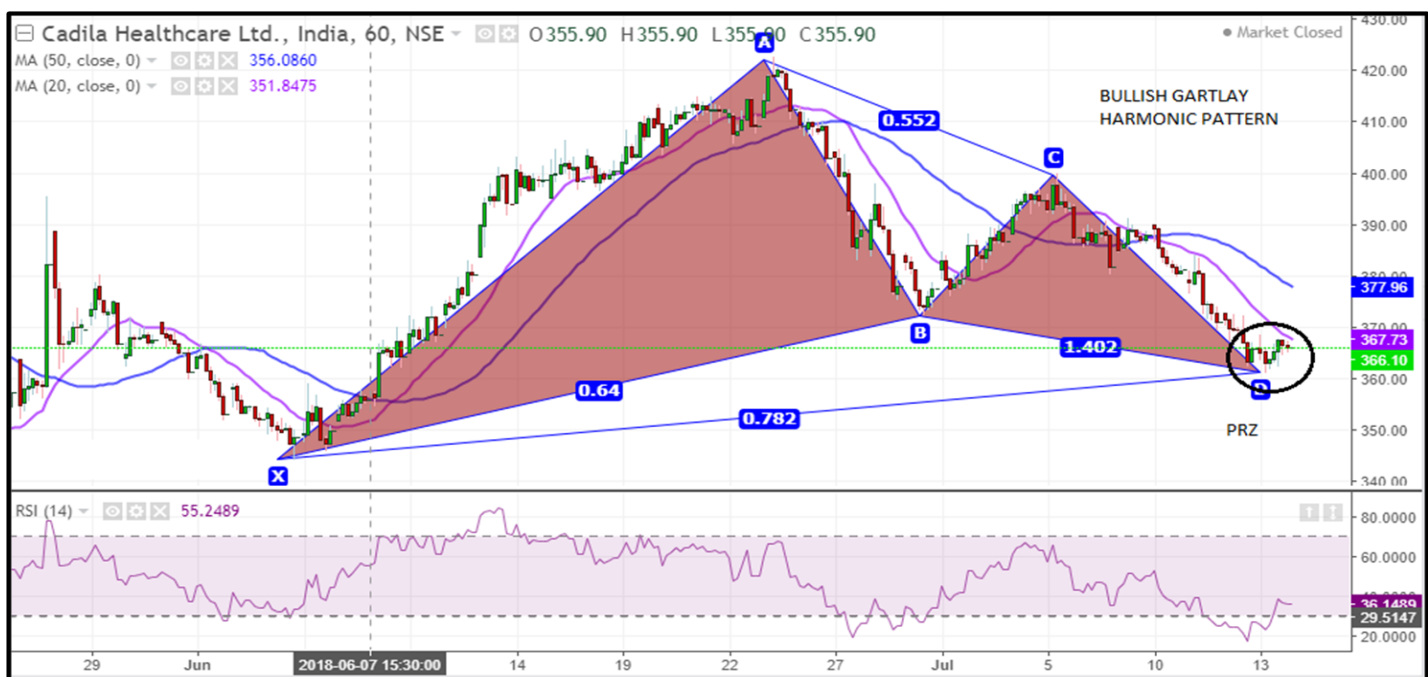 Cadila Healthcare Ltd., India, 60, NSE O355.90 H355.90 L355.90 C355.90
Market Closed
MA (50, close, 0) 356.0860
MA (20, close, 0) 351.8475
BULLISH GARTLAY
HARMONIC PATTERN
A
0.552
C
B
1.402
0.64
0.782
D
X
PRZ
430.00
420.00
410.00
400.00
390.00
380.00
377.96
370.00
367.73
366.10
360.00
350.00
340.00
RSI (14) 55.2489
80.0000
60.0000
40.0000
36.1489
29.5147
20.0000
29 Jun 2018-06-07 15:30:00 14 19 22 27 Jul 5 10 13